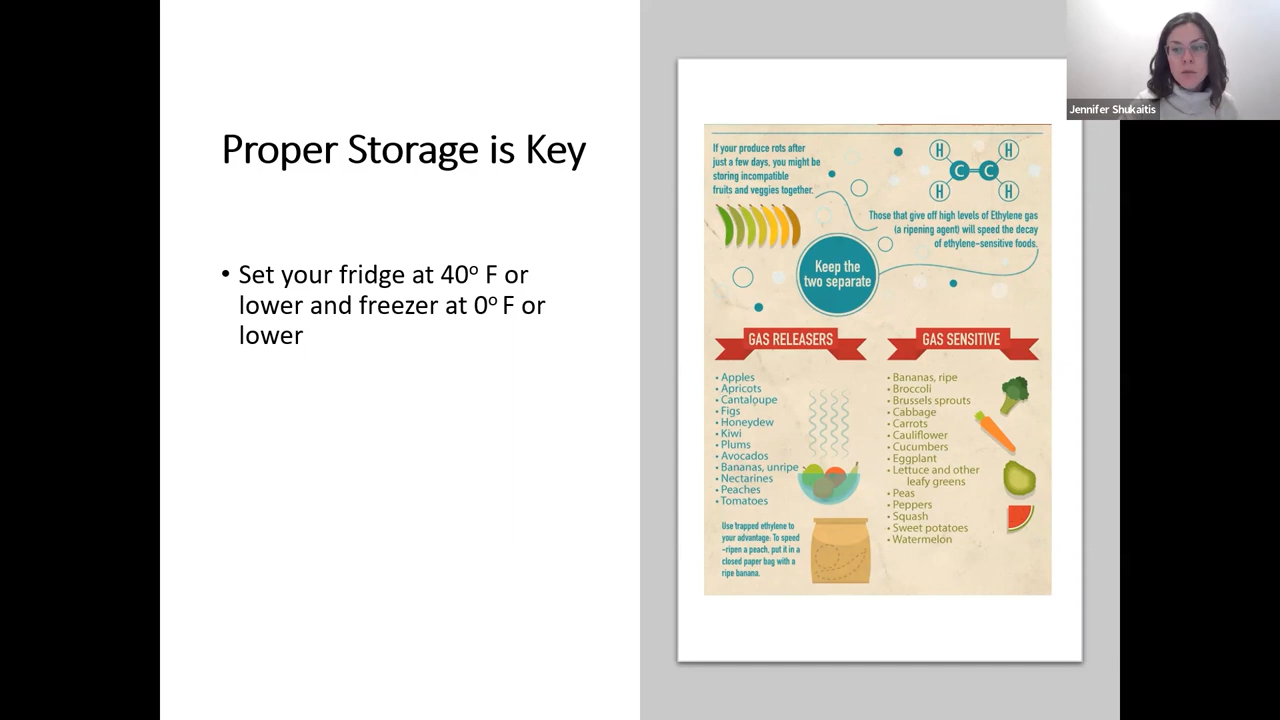 Proper Storage is Key
• Set your fridge at 40º F or
lower and freezer at 0º F or
lower
If your produce rots after
just a few days, you might be
storing incompatible
fruits and veggies together.
H
H
C
C
H
H
Those that give off high levels of Ethylene gas
(a ripening agent) will speed the decay
of ethylene-sensitive foods.
Keep the
two separate
GAS RELEASERS
• Apples
• Apricots
• Cantaloupe
• Figs
• Honeydew
• Kiwi
• Plums
• Avocados
• Bananas, unripe
• Nectarines
• Peaches
• Tomatoes
Use trapped ethylene to
your advantage: To speed
-ripen a peach, put it in a
closed paper bag with a
ripe banana.
GAS SENSITIVE
• Bananas, ripe
• Broccoli
• Brussels sprouts
• Cabbage
• Carrots
• Cauliflower
• Cucumbers
• Eggplant
• Lettuce and other
leafy greens
• Peas
• Peppers
• Squash
• Sweet potatoes
• Watermelon
Jennifer Shukaitis